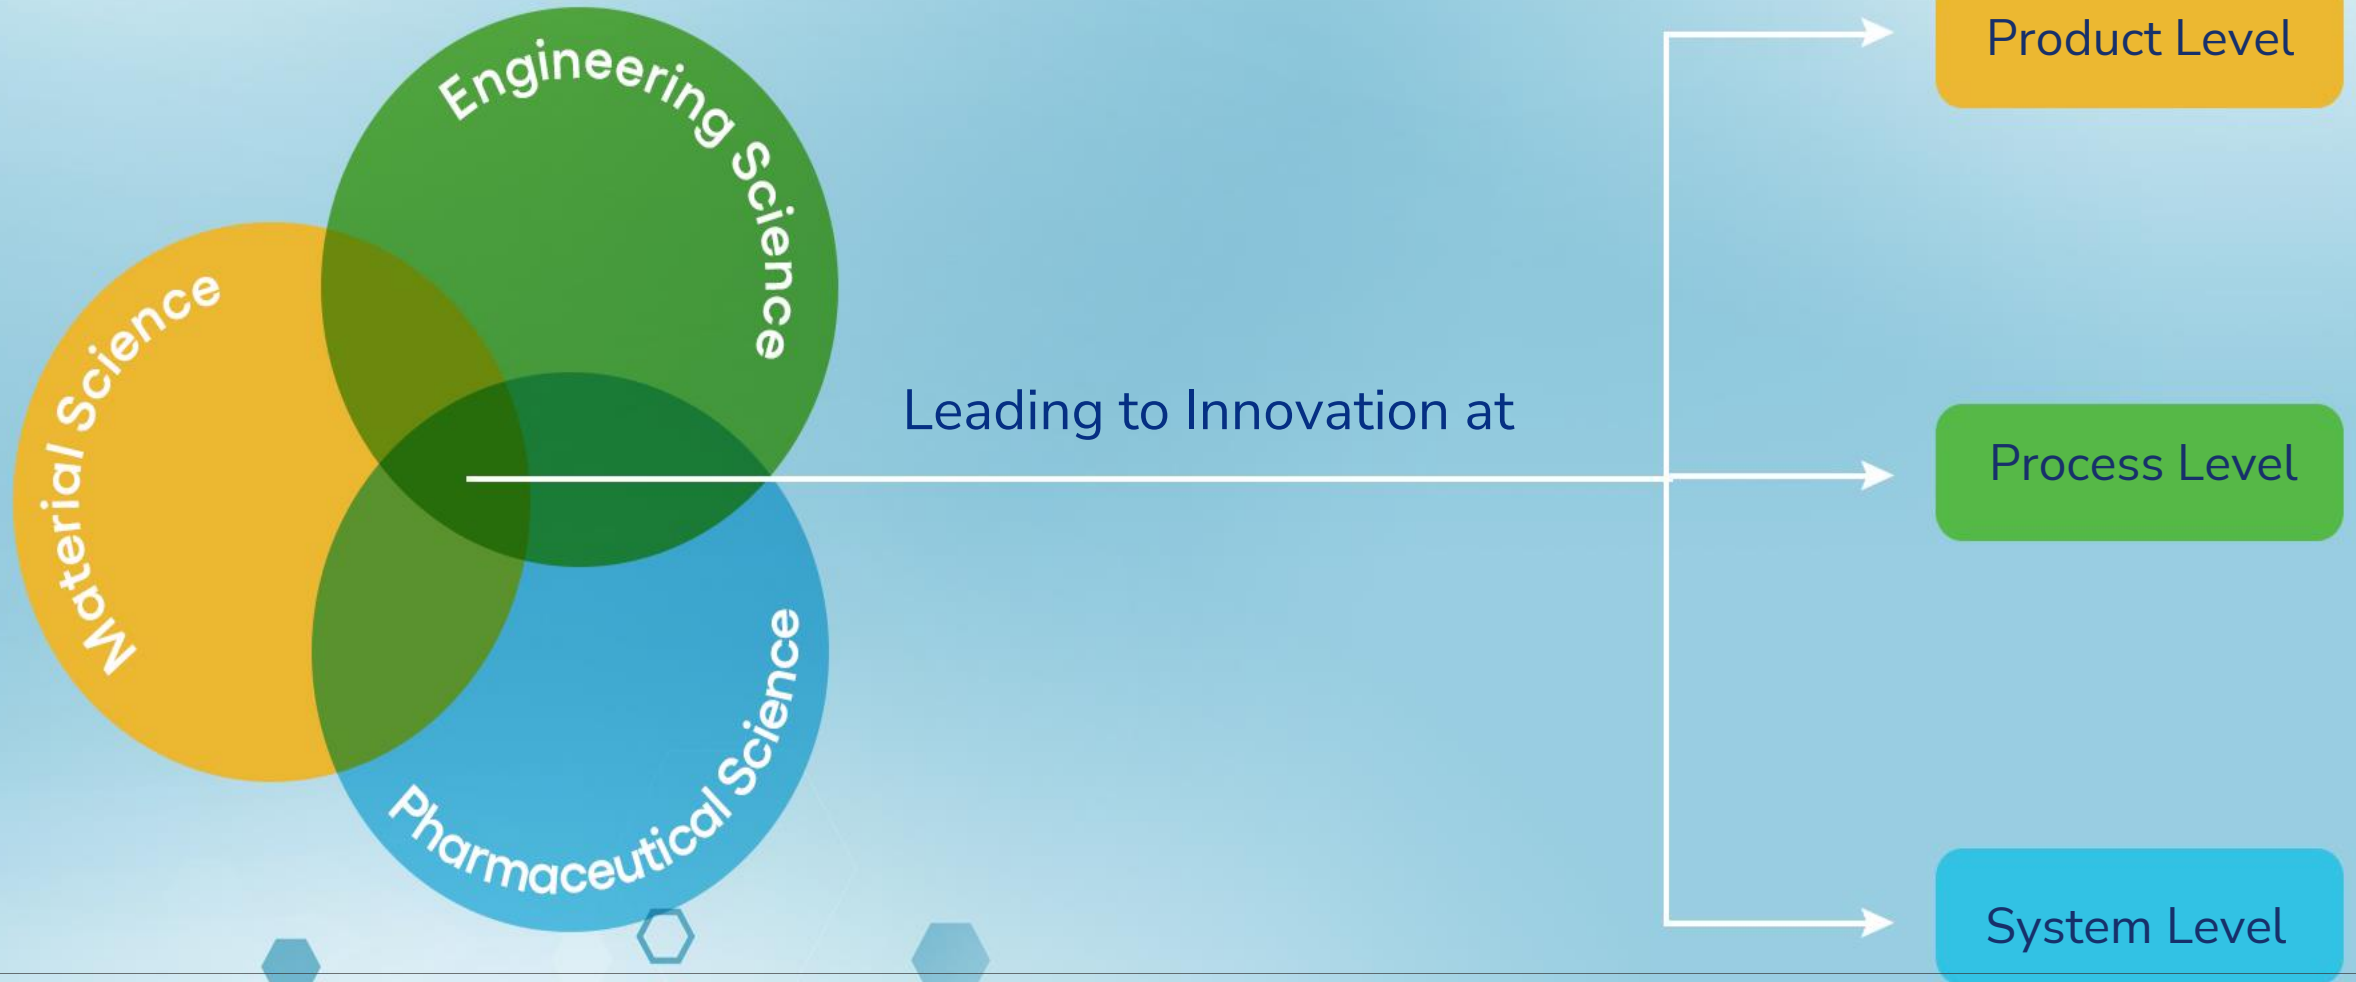 Engineering Science
Material Science
Pharmaceutical Science
Leading to Innovation at
Product Level
Process Level
System Level